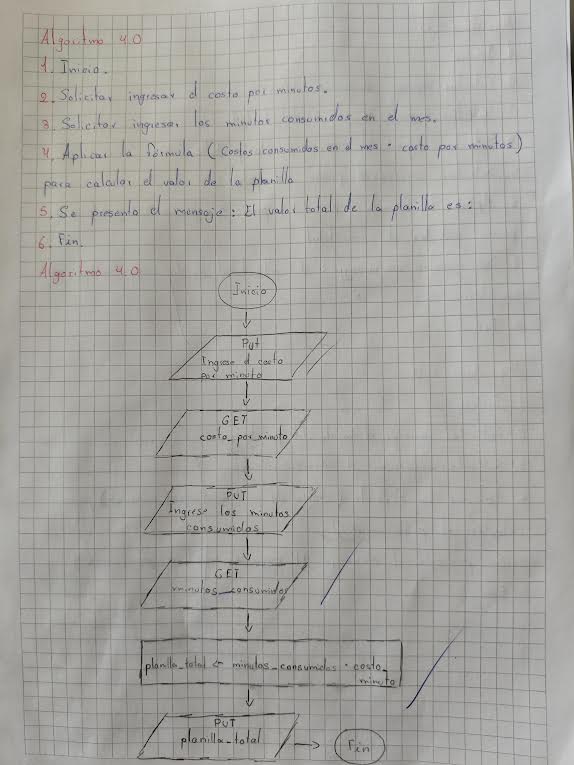 Algoritmo 4.0
1. Inicio.
2. Solicitar ingresar el costo por minutos.
3. Solicitar ingresar los minutos consumidos en el mes.
4. Aplicar la fórmula (Costos consumidos en el mes · costo por minutos)
para calcular el valor de la planilla
5. Se presenta el mensaje: El valor total de la planilla es:
6. Fin.
Algoritmo 4.0
Inicio
PUT
Ingrese el costo
por minuto
GET
costo_por_minuto
PUT
Ingrese los minutos
consumidos
GET
minutos_consumidos
planilla_total ← minutos_consumidos · costo_
minuto
PUT
planilla_total
Fin